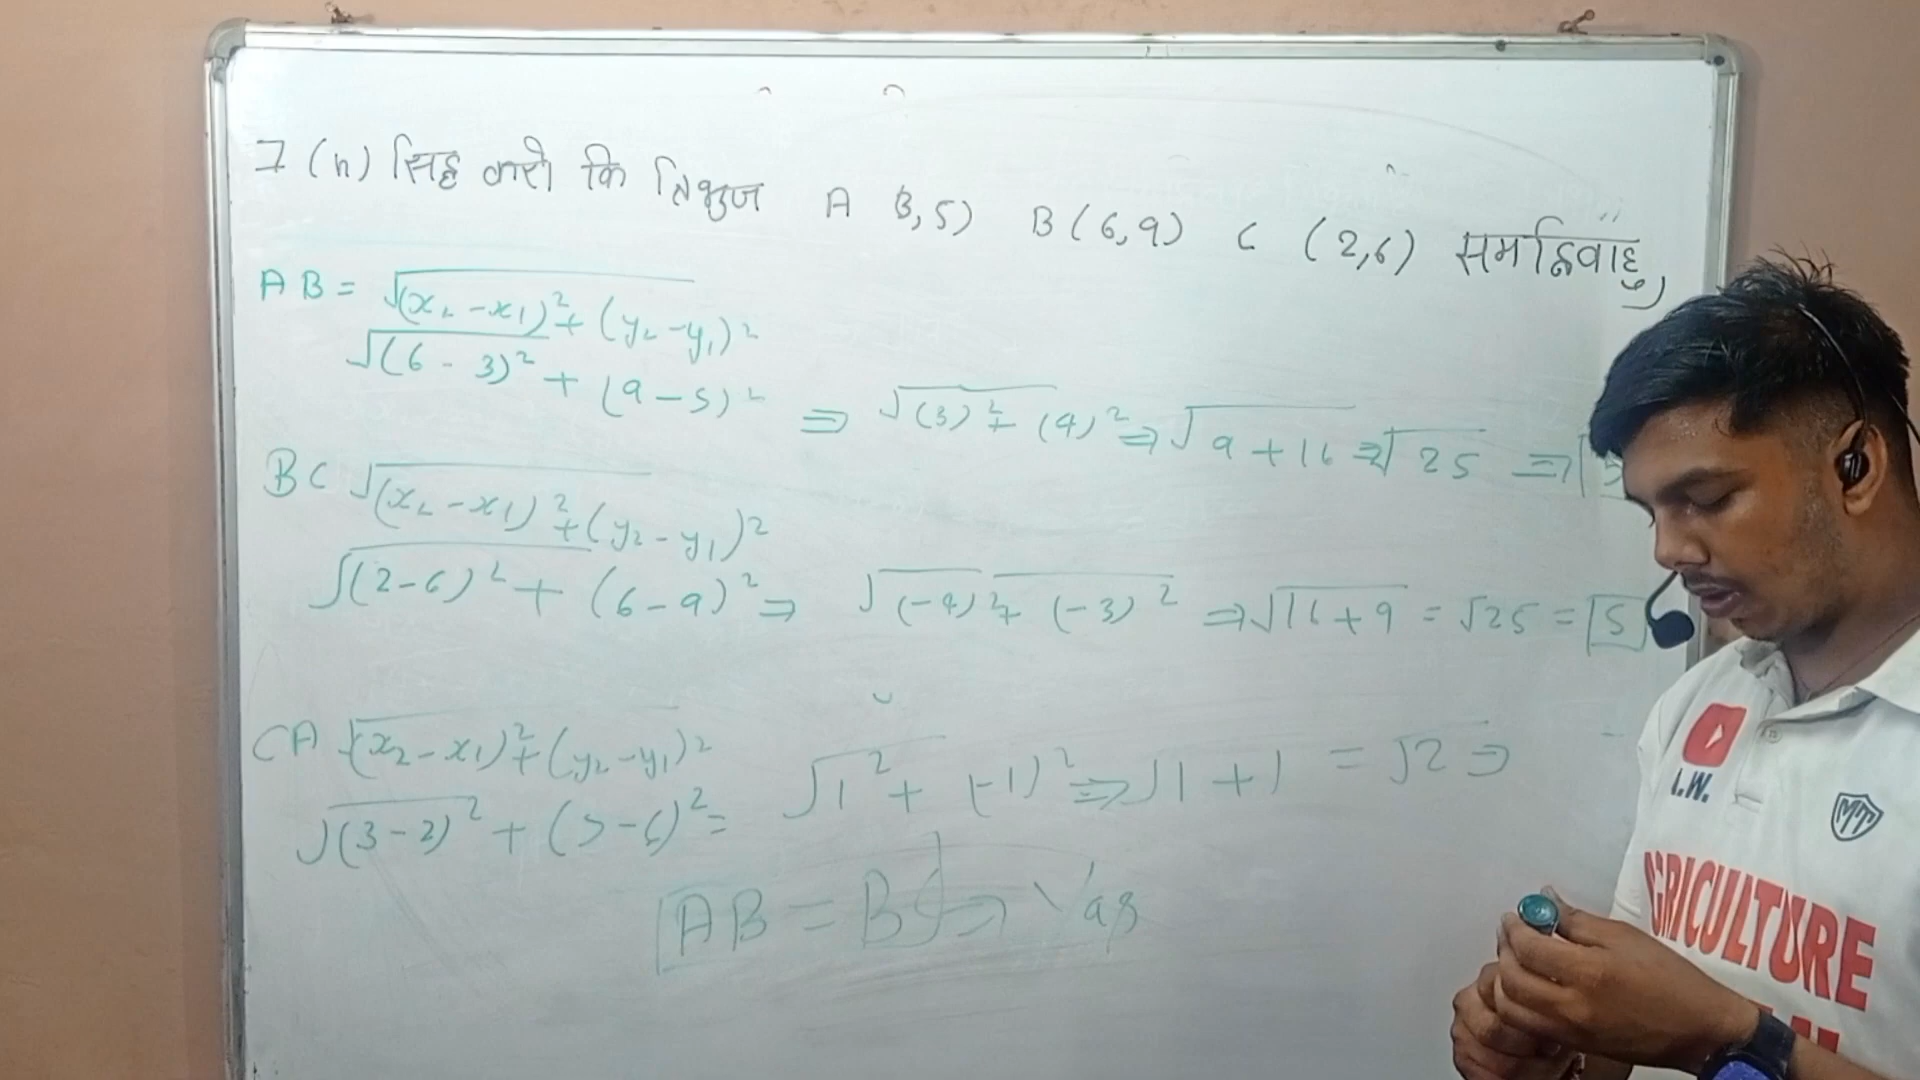 7 (h) सिद्ध करो कि त्रिभुज A (3,5) B (6,9) C (2,6) समद्विबाहु
AB = √(x₂-x₁)²+(y₂-y₁)²
√(6-3)² + (9-5)² ⇒ √(3)²+(4)² ⇒ √9+16 ⇒ √25 ⇒ 5
BC √(x₂-x₁)²+(y₂-y₁)²
√(2-6)² + (6-9)² ⇒ √(-4)²+(-3)² ⇒ √16+9 = √25 = 5
CA √(x₂-x₁)²+(y₂-y₁)²
√(3-2)² + (5-6)² = √1² + (-1)² ⇒ √1+1 = √2 ⇒
AB = BC ⇒
I.W.
MT
AGRICULTURE